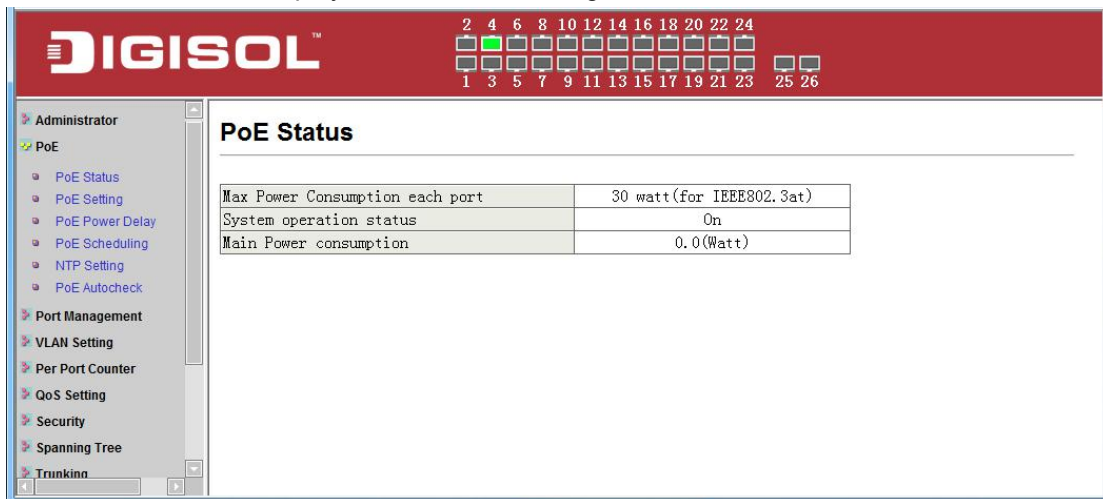 2 4 6 8 10 12 14 16 18 20 22 24
DIGISOL™
1 3 5 7 9 11 13 15 17 19 21 23 25 26
Administrator
PoE
PoE Status
PoE Setting
PoE Power Delay
PoE Scheduling
NTP Setting
PoE Autocheck
Port Management
VLAN Setting
Per Port Counter
QoS Setting
Security
Spanning Tree
Trunking
PoE Status
Max Power Consumption each port 30 watt(for IEEE802.3at)
System operation status On
Main Power consumption 0.0(Watt)